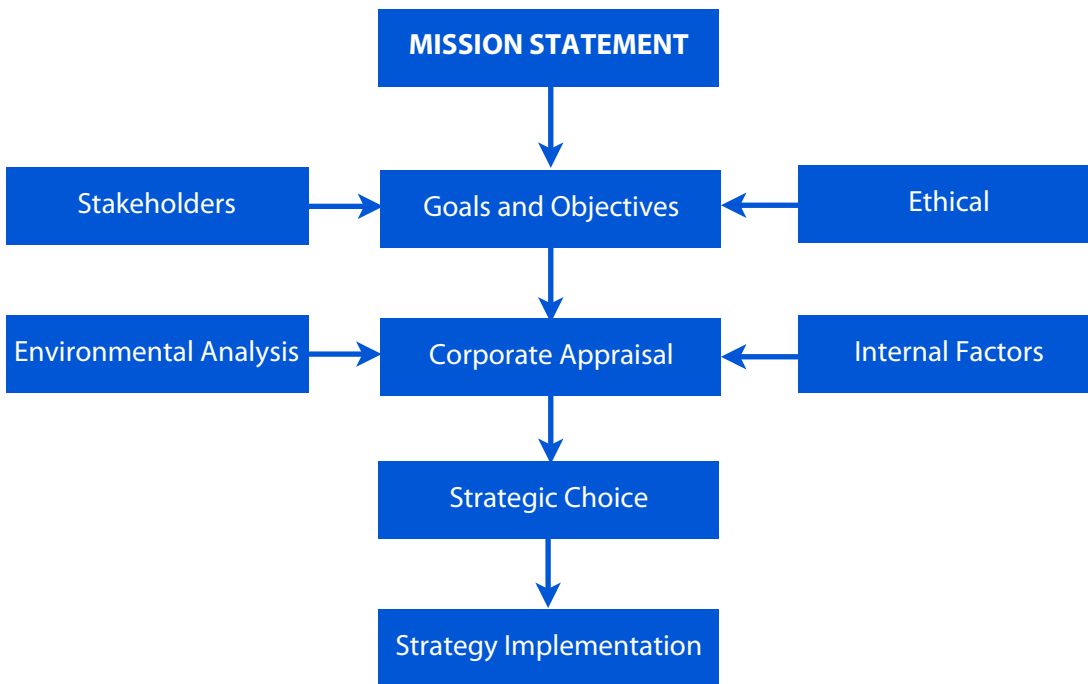 MISSION STATEMENT
Stakeholders
Goals and Objectives
Ethical
Environmental Analysis
Corporate Appraisal
Internal Factors
Strategic Choice
Strategy Implementation